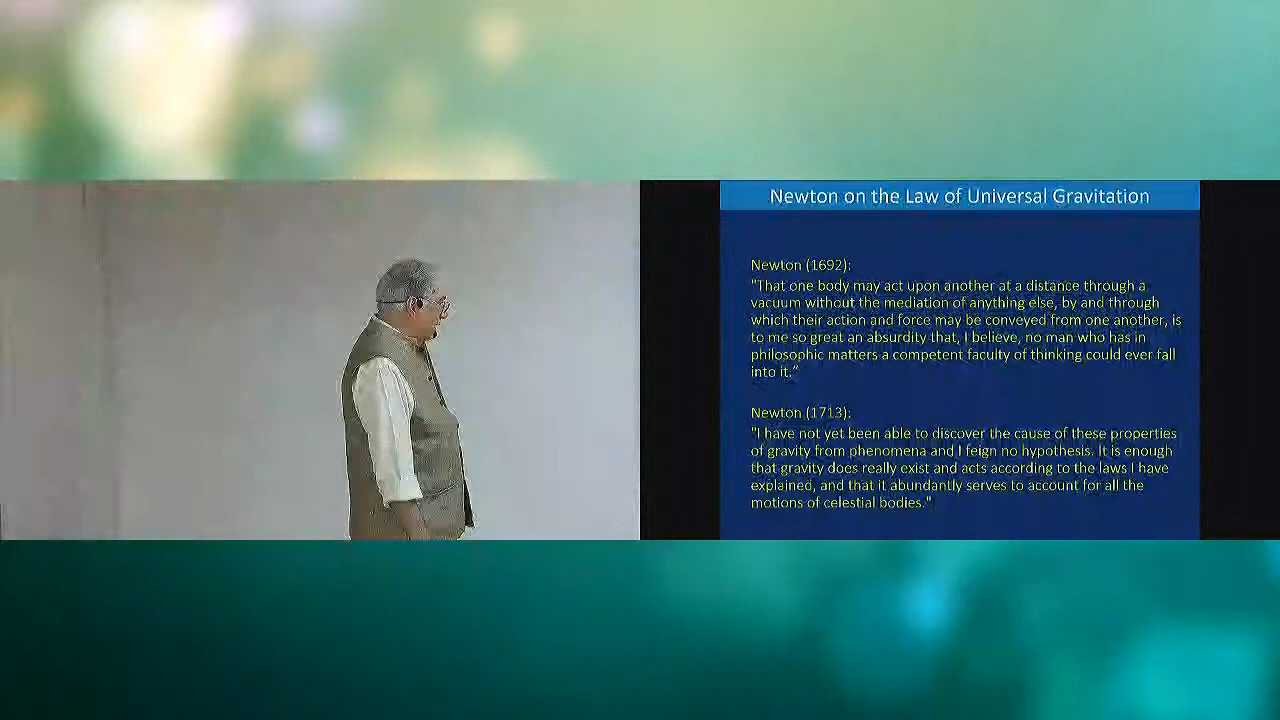 Newton on the Law of Universal Gravitation
Newton (1692):
"That one body may act upon another at a distance through a
vacuum without the mediation of anything else, by and through
which their action and force may be conveyed from one another, is
to me so great an absurdity that, I believe, no man who has in
philosophic matters a competent faculty of thinking could ever fall
into it."
Newton (1713):
"I have not yet been able to discover the cause of these properties
of gravity from phenomena and I feign no hypothesis. It is enough
that gravity does really exist and acts according to the laws I have
explained, and that it abundantly serves to account for all the
motions of celestial bodies."